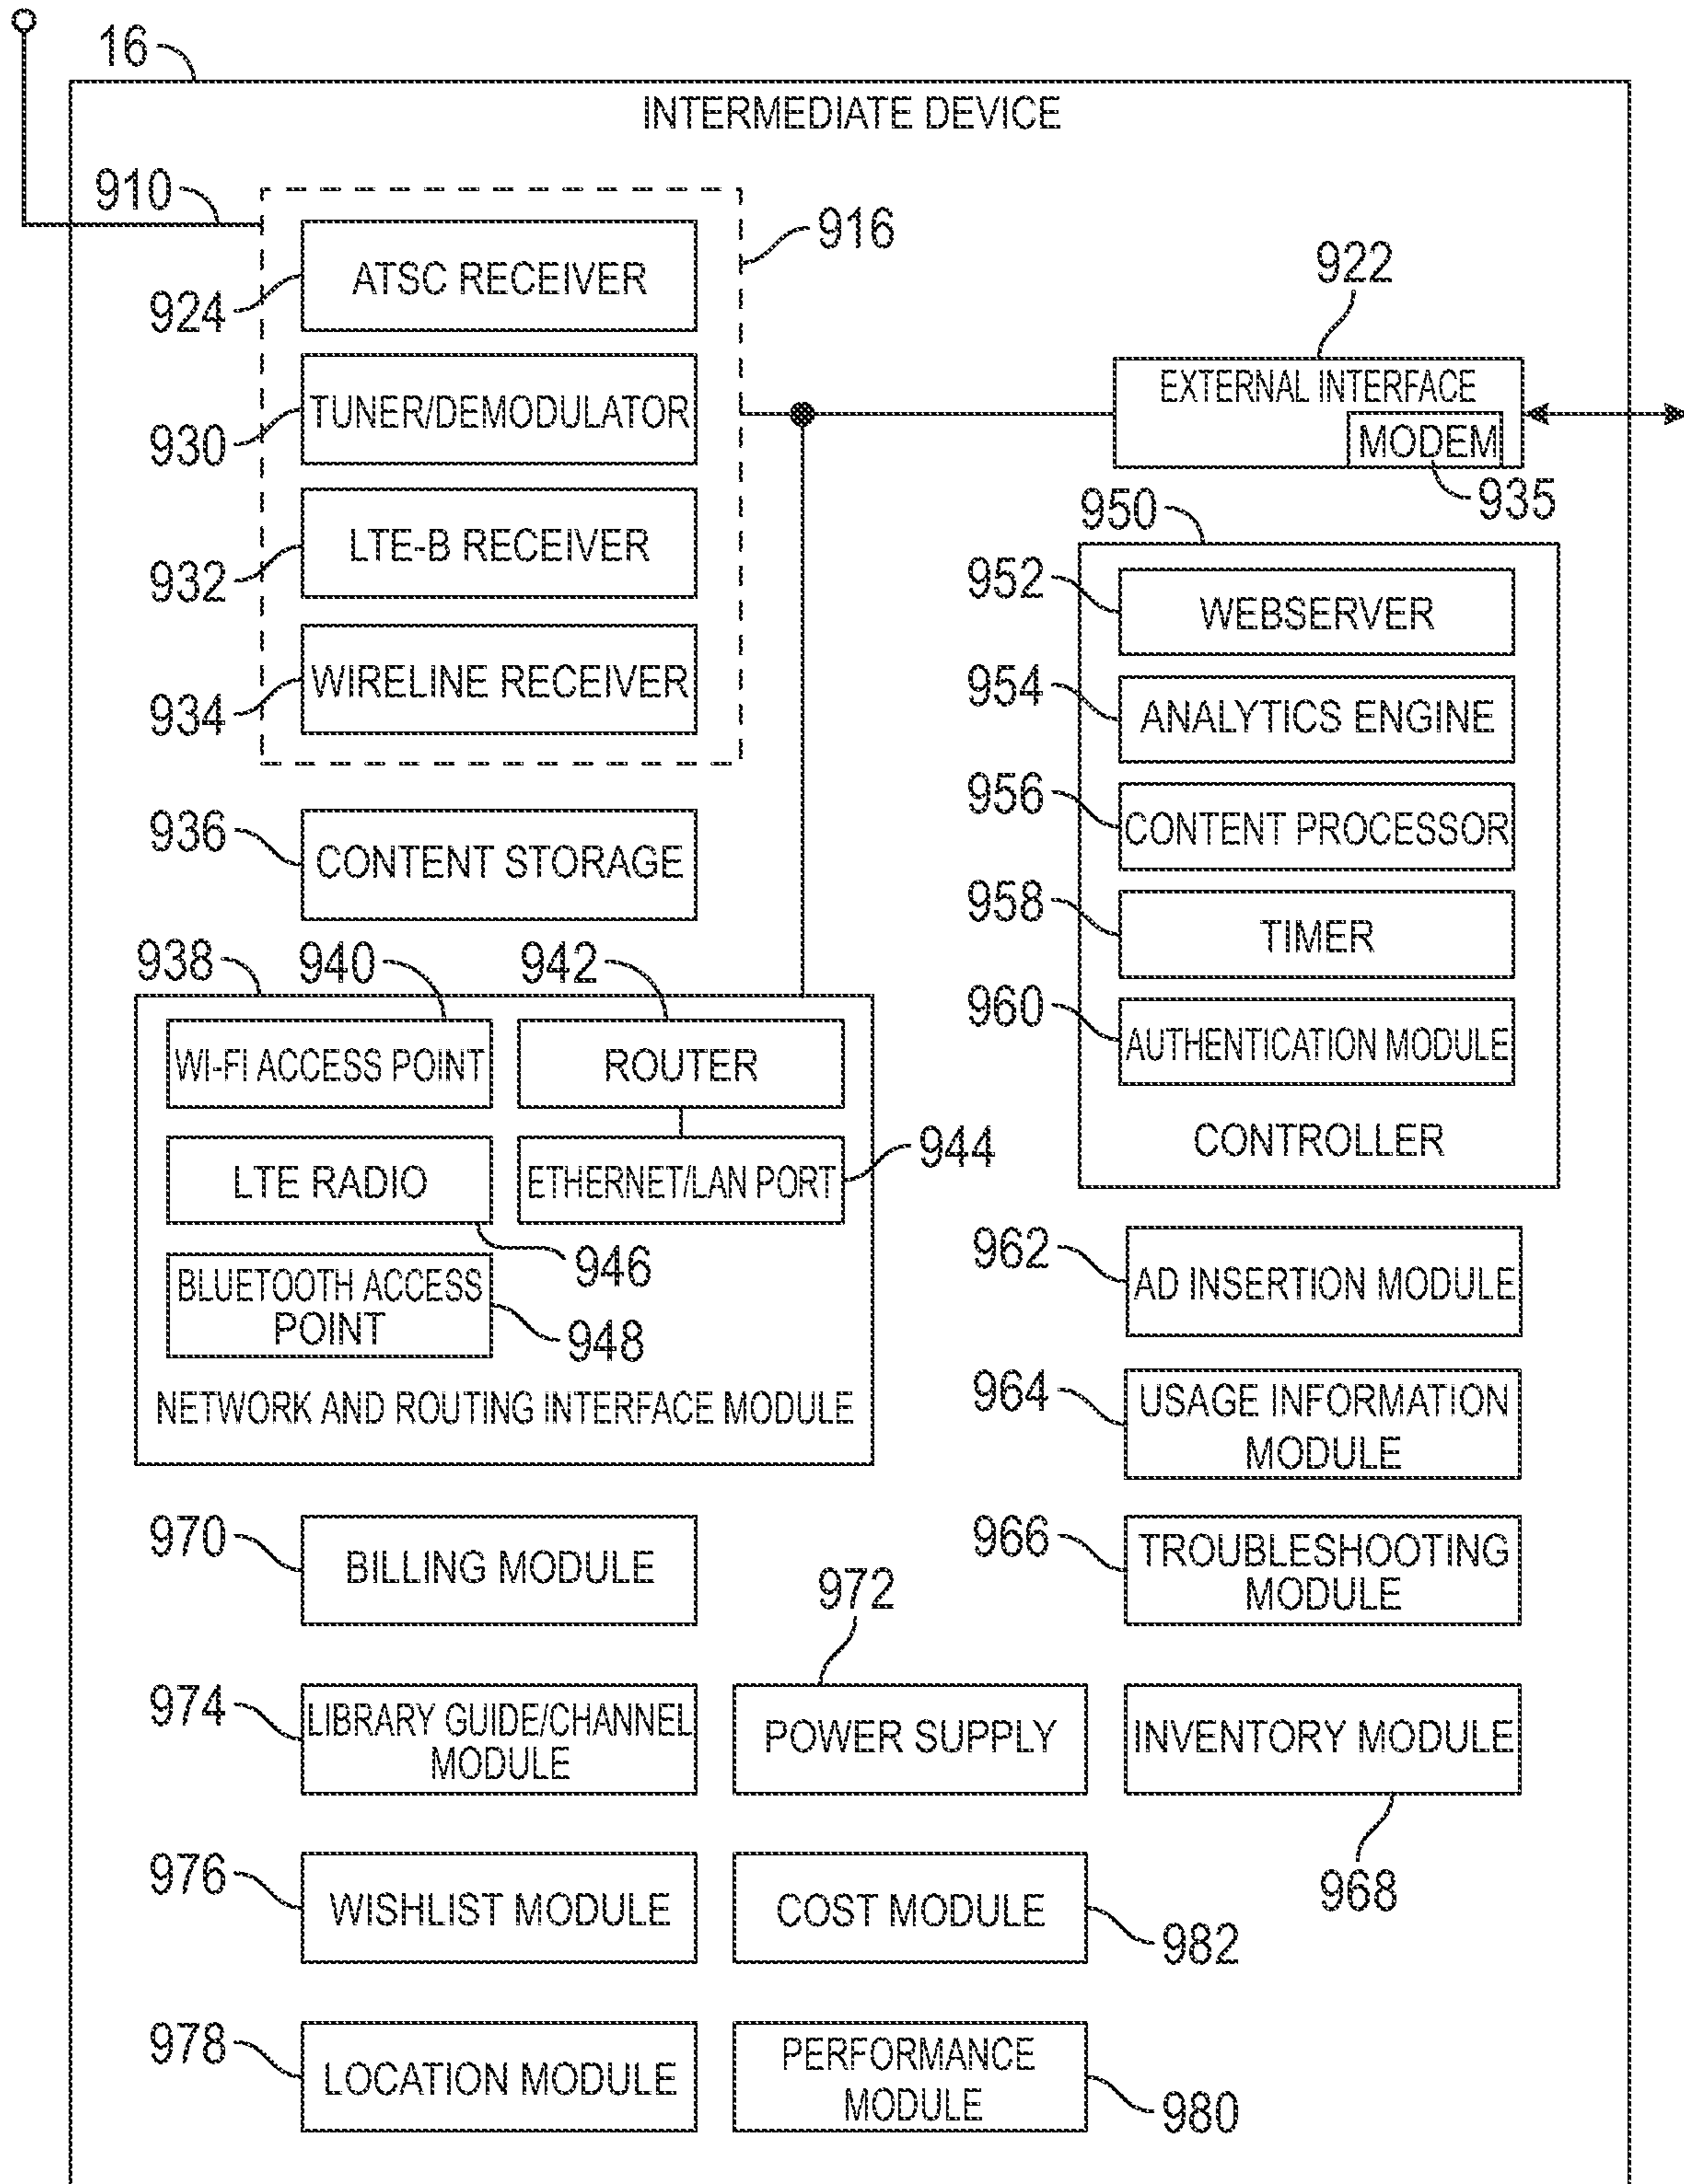 16
INTERMEDIATE DEVICE
910
916
ATSC RECEIVER
924
922
EXTERNAL INTERFACE
MODEM
935
TUNER/DEMODULATOR
930
LTE-B RECEIVER
932
WIRELINE RECEIVER
934
950
952
WEBSERVER
954
ANALYTICS ENGINE
956
CONTENT PROCESSOR
958
TIMER
960
AUTHENTICATION MODULE
CONTROLLER
936
CONTENT STORAGE
938
940
942
WI-FI ACCESS POINT
ROUTER
LTE RADIO
ETHERNET/LAN PORT
944
946
BLUETOOTH ACCESS
POINT
948
NETWORK AND ROUTING INTERFACE MODULE
962
AD INSERTION MODULE
964
USAGE INFORMATION
MODULE
970
BILLING MODULE
966
TROUBLESHOOTING
MODULE
972
974
LIBRARY GUIDE/CHANNEL
MODULE
POWER SUPPLY
INVENTORY MODULE
968
976
WISHLIST MODULE
COST MODULE
982
978
LOCATION MODULE
PERFORMANCE
MODULE
980